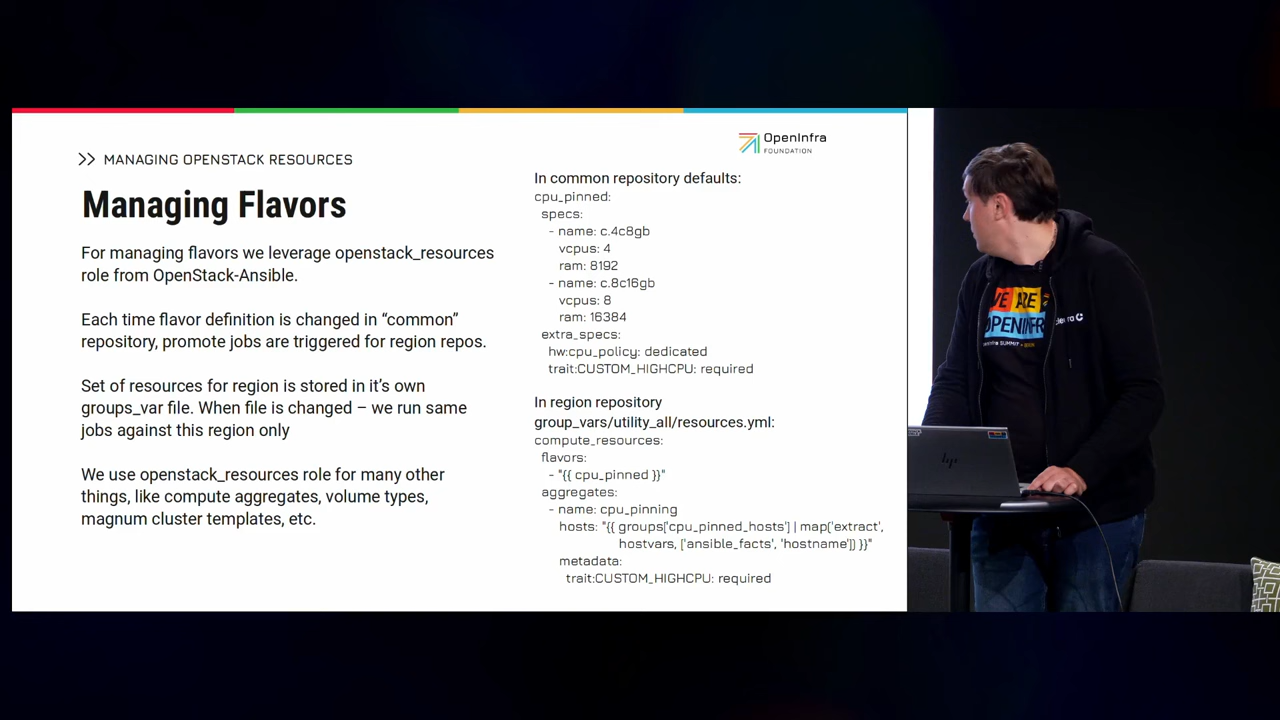 MANAGING OPENSTACK RESOURCES
OpenInfra
FOUNDATION
Managing Flavors
For managing flavors we leverage openstack_resources
role from OpenStack-Ansible.
Each time flavor definition is changed in “common”
repository, promote jobs are triggered for region repos.
Set of resources for region is stored in it’s own
groups_var file. When file is changed – we run same
jobs against this region only
We use openstack_resources role for many other
things, like compute aggregates, volume types,
magnum cluster templates, etc.
In common repository defaults:
cpu_pinned:
specs:
- name: c.4c8gb
vcpus: 4
ram: 8192
- name: c.8c16gb
vcpus: 8
ram: 16384
extra_specs:
hw:cpu_policy: dedicated
trait:CUSTOM_HIGHCPU: required
In region repository
group_vars/utility_all/resources.yml:
compute_resources:
flavors:
- "{{ cpu_pinned }}"
aggregates:
- name: cpu_pinning
hosts: "{{ groups['cpu_pinned_hosts'] | map('extract',
hostvars, ['ansible_facts', 'hostname']) }}"
metadata:
trait:CUSTOM_HIGHCPU: required
WE ARE
OPENINFRA
hp